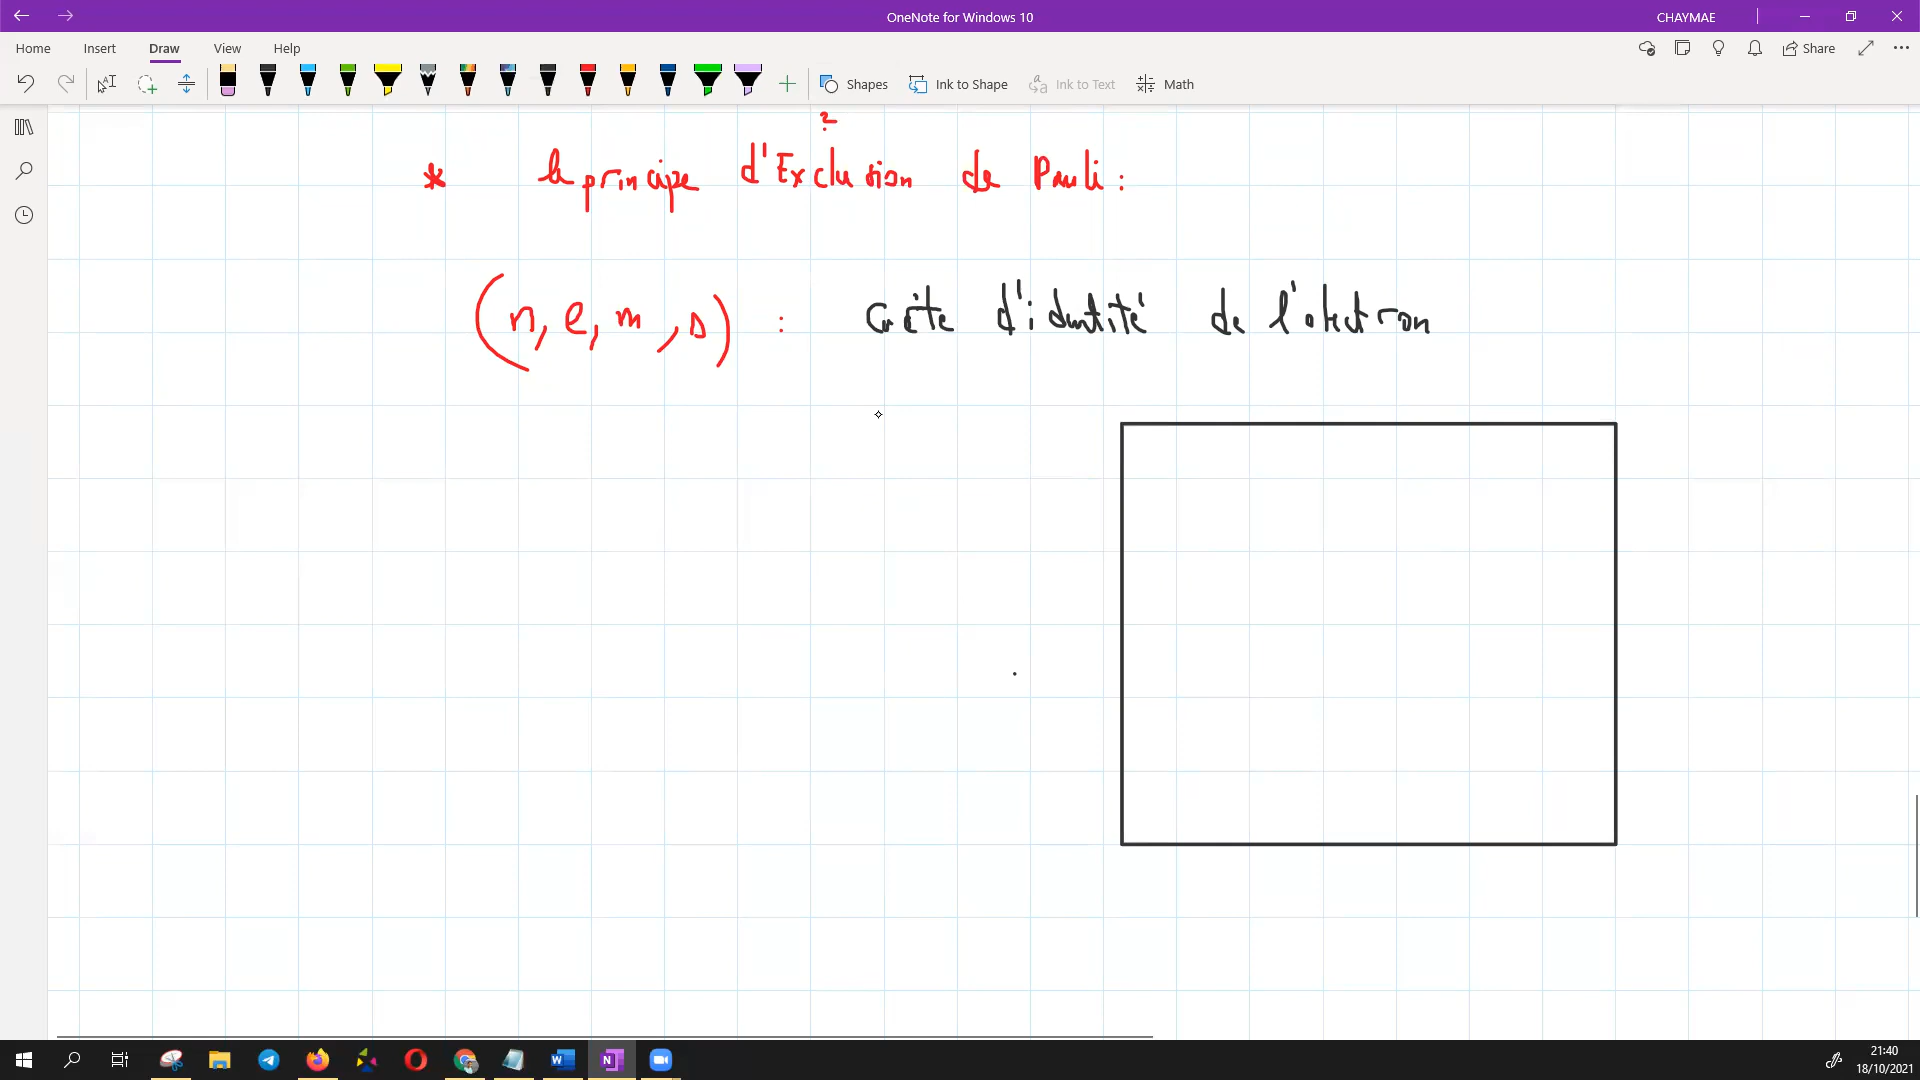 OneNote for Windows 10
CHAYMAE
Home Insert Draw View Help
Share
Shapes Ink to Shape Ink to Text Math
?
* le principe d'Exclusion de Pauli :
(n, e, m, s) : carte d'identité de l'electron
21:40
18/10/2021